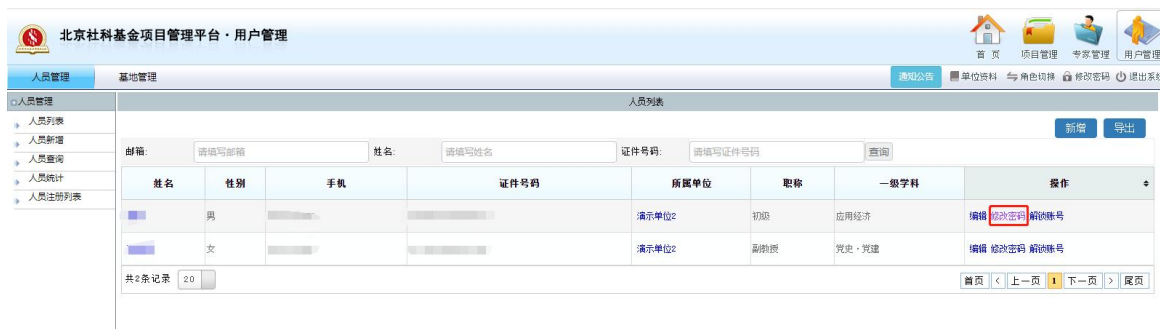 北京社科基金项目管理平台·用户管理
首 页 项目管理 专家管理 用户管理
人员管理 基地管理 通知公告 单位资料 角色切换 修改密码 退出系统
人员管理 人员列表
人员列表
人员新增
人员查询
人员统计
人员注册列表
新增 导出
邮箱: 请填写邮箱 姓名: 请填写姓名 证件号码: 请填写证件号码 查询
姓名 性别 手机 证件号码 所属单位 职称 一级学科 操作
男 演示单位2 初级 应用经济 编辑 修改密码 解锁账号
女 演示单位2 副教授 党史·党建 编辑 修改密码 解锁账号
共2条记录 20 首页 < 上一页 1 下一页 > 尾页